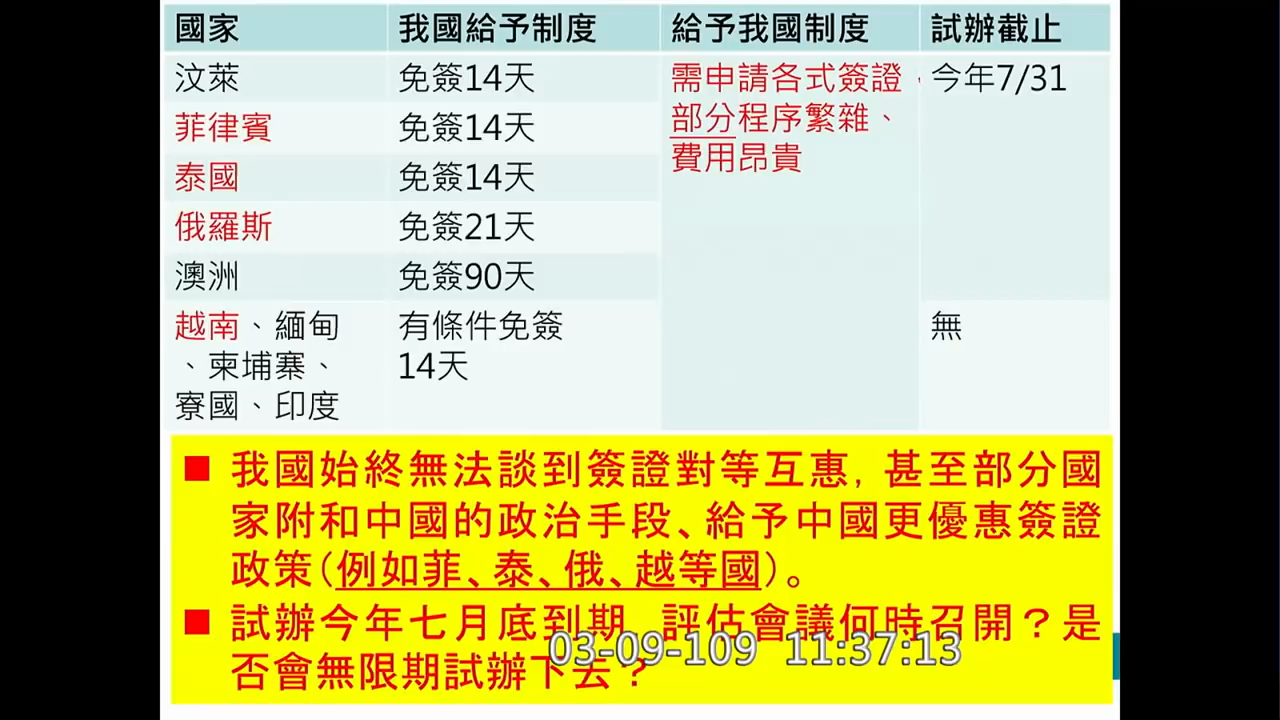 國家 我國給予制度 給予我國制度 試辦截止
汶萊 免簽14天 需申請各式簽證, 今年7/31
部分程序繁雜、
菲律賓 免簽14天
費用昂貴
泰國 免簽14天
俄羅斯 免簽21天
澳洲 免簽90天
越南、緬甸 有條件免簽 無
、柬埔寨、 14天
寮國、印度
■ 我國始終無法談到簽證對等互惠, 甚至部分國
家附和中國的政治手段、給予中國更優惠簽證
政策(例如菲、泰、俄、越等國)。
■ 試辦今年七月底到期, 評估會議何時召開?是
否會無限期試辦下去?
03-09-109 11:37:13